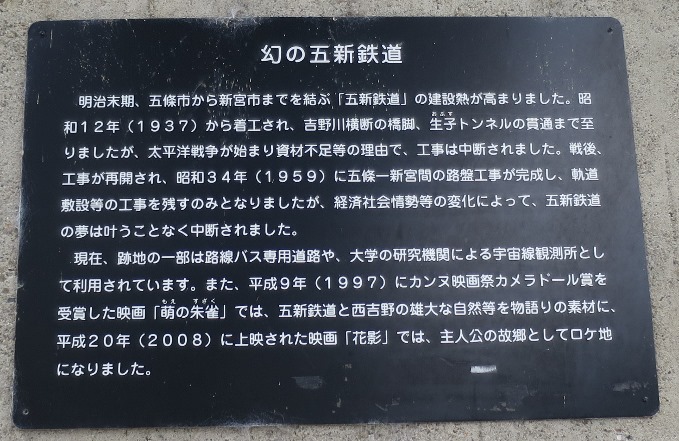 幻の五新鉄道
明治末期、五條市から新宮市までを結ぶ「五新鉄道」の建設熱が高まりました。昭
和12年（1937）から着工され、吉野川横断の橋脚、生子トンネルの貫通まで至
おぶす
りましたが、太平洋戦争が始まり資材不足等の理由で、工事は中断されました。戦後、
工事が再開され、昭和34年（1959）に五條一新宮間の路盤工事が完成し、軌道
敷設等の工事を残すのみとなりましたが、経済社会情勢等の変化によって、五新鉄道
の夢は叶うことなく中断されました。
現在、跡地の一部は路線バス専用道路や、大学の研究機関による宇宙線観測所とし
て利用されています。また、平成9年（1997）にカンヌ映画祭カメラドール賞を
受賞した映画「萌の朱雀」では、五新鉄道と西吉野の雄大な自然等を物語りの素材に、
もえ すざく
平成20年（2008）に上映された映画「花影」では、主人公の故郷としてロケ地
になりました。